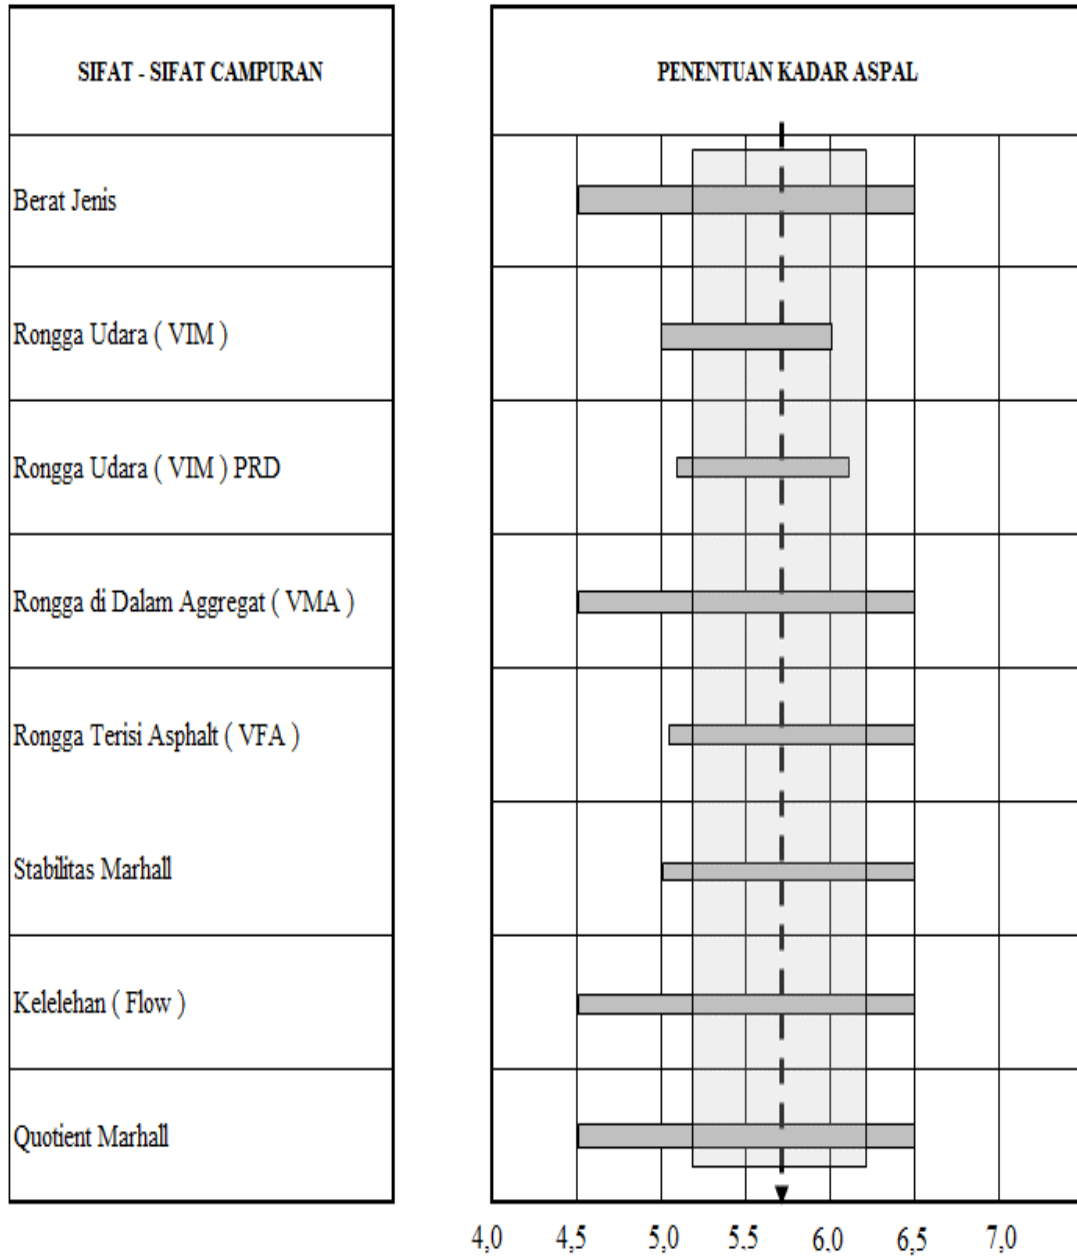 SIFAT - SIFAT CAMPURAN
PENENTUAN KADAR ASPAL
Berat Jenis
Rongga Udara ( VIM )
Rongga Udara ( VIM ) PRD
Rongga di Dalam Aggregat ( VMA )
Rongga Terisi Asphalt ( VFA )
Stabilitas Marhall
Kelelehan ( Flow )
Quotient Marhall
4,0 4,5 5,0 5.5 6.0 6,5 7,0